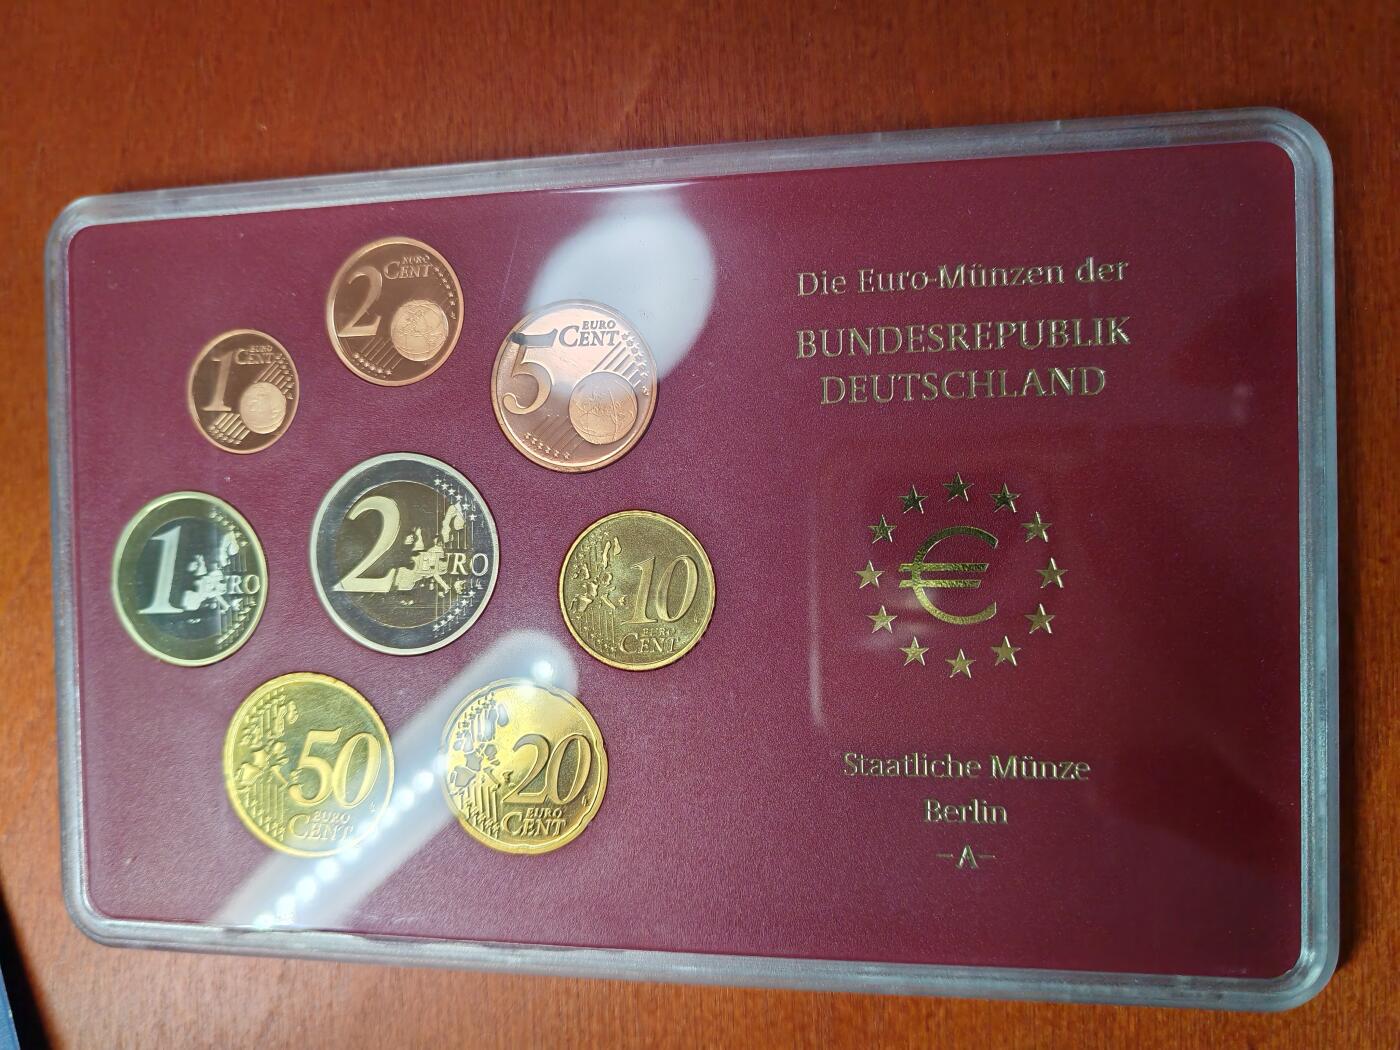 2 EURO CENT
1 EURO CENT
5 EURO CENT
1 EURO
2 EURO
10 EURO CENT
50 EURO CENT
20 EURO CENT
Die Euro-Münzen der
BUNDESREPUBLIK
DEUTSCHLAND
€
Staatliche Münze
Berlin
-A-